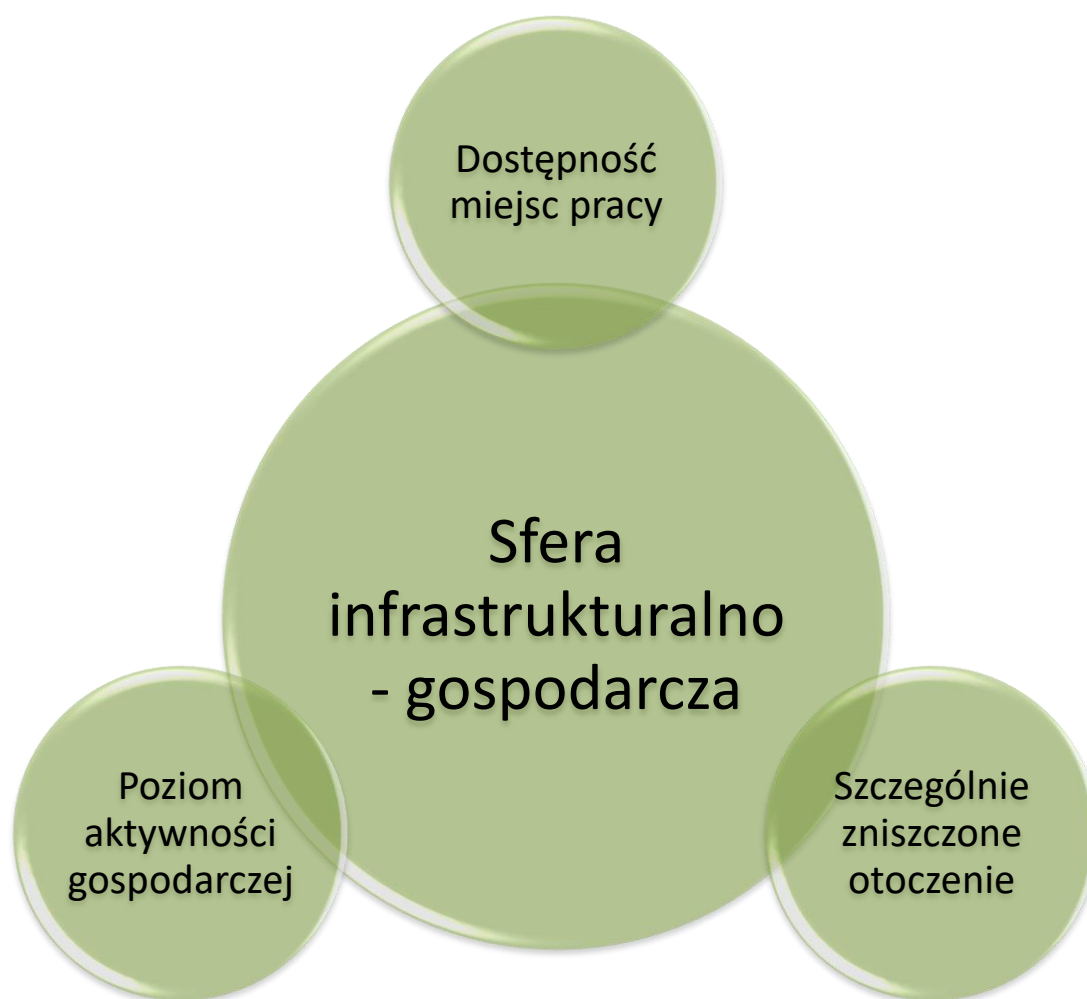 Dostępność
miejsc pracy
Sfera
infrastrukturalno
- gospodarcza
Poziom
aktywności
gospodarczej
Szczególnie
zniszczone
otoczenie